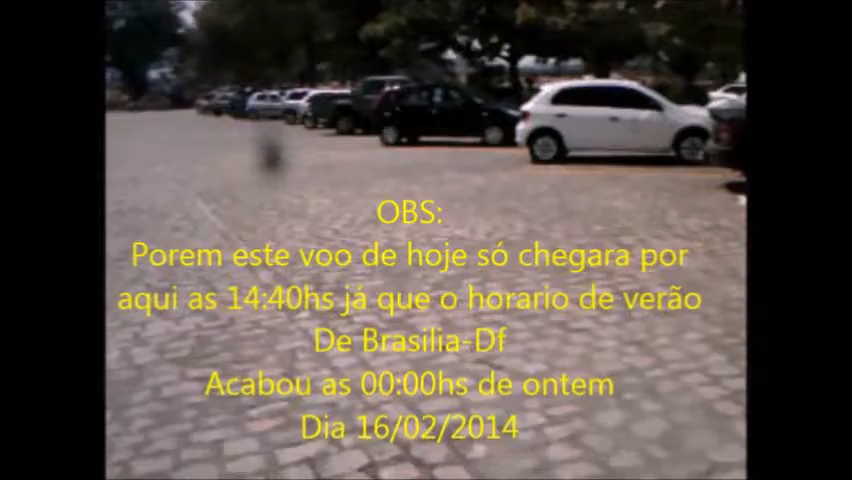 OBS:
Porem este voo de hoje só chegara por
aqui as 14:40hs já que o horario de verão
De Brasilia-Df
Acabou as 00:00hs de ontem
Dia 16/02/2014